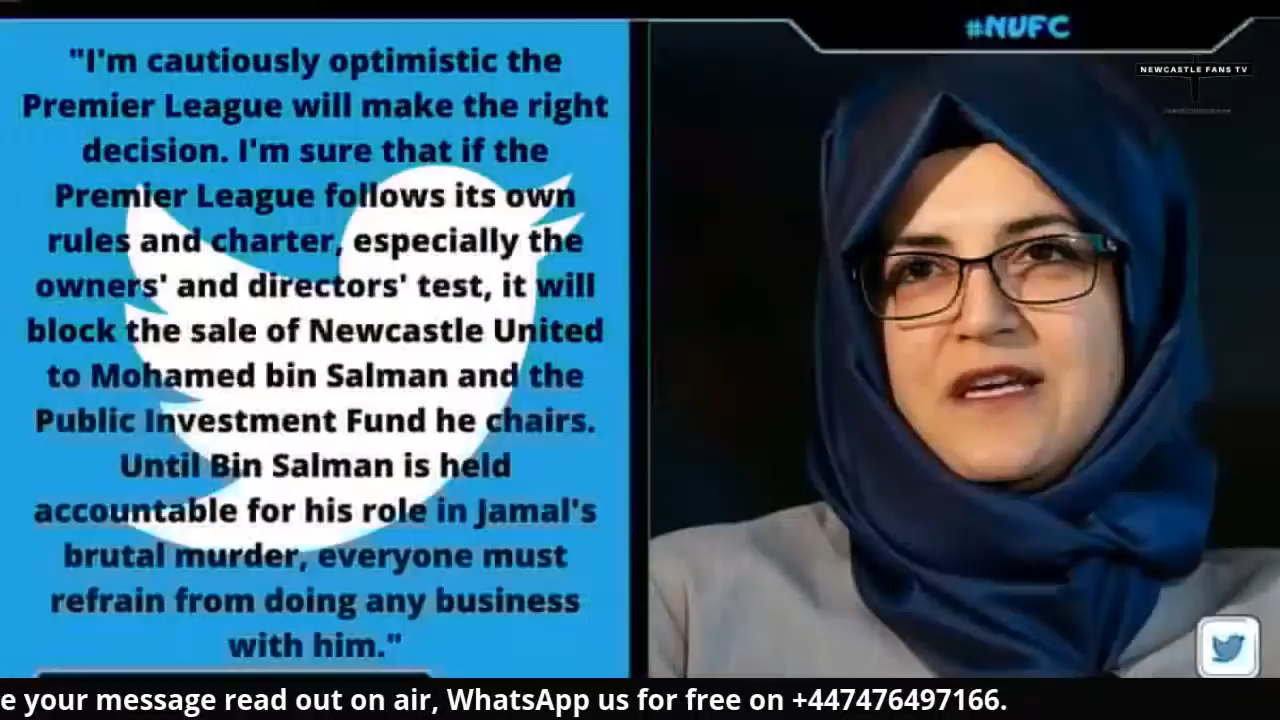 "I'm cautiously optimistic the
Premier League will make the right
decision. I'm sure that if the
Premier League follows its own
rules and charter, especially the
owners' and directors' test, it will
block the sale of Newcastle United
to Mohamed bin Salman and the
Public Investment Fund he chairs.
Until Bin Salman is held
accountable for his role in Jamal's
brutal murder, everyone must
refrain from doing any business
with him."
#NUFC
NEWCASTLE FANS TV
e your message read out on air, WhatsApp us for free on +447476497166.